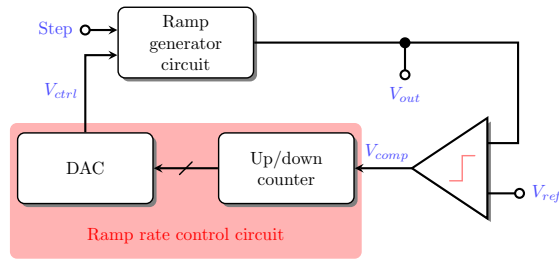 Step
Ramp
generator
circuit
V_ctrl
V_out
DAC
Up/down
counter
V_comp
V_ref
Ramp rate control circuit